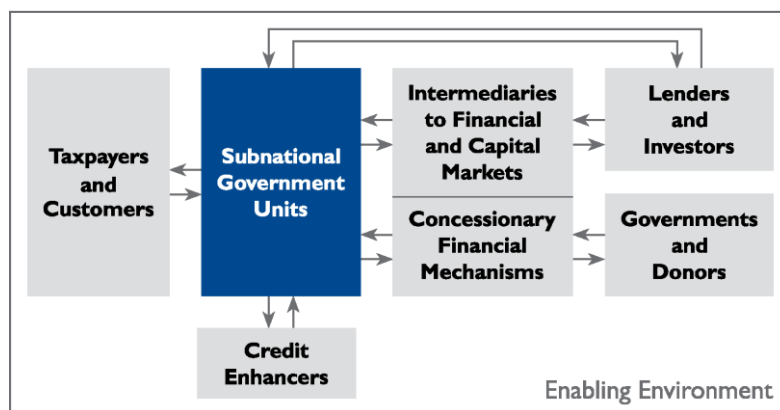 Taxpayers
and
Customers
Subnational
Government
Units
Intermediaries
to Financial
and Capital
Markets
Lenders
and
Investors
Concessionary
Financial
Mechanisms
Governments
and
Donors
Credit
Enhancers
Enabling Environment